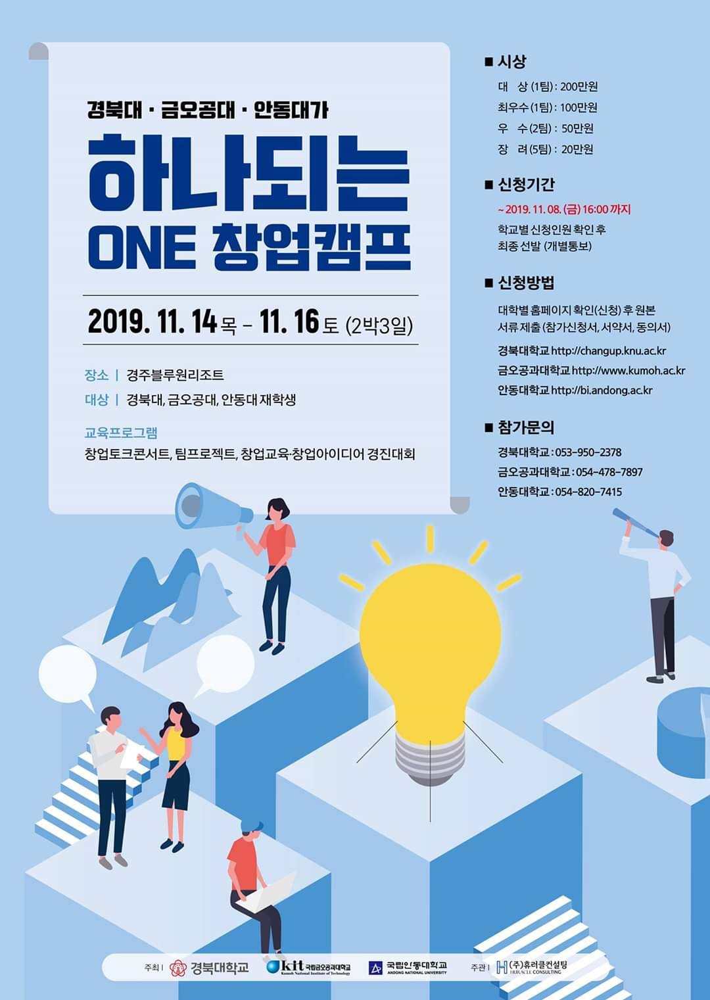 경북대 · 금오공대 · 안동대가
하나되는
ONE 창업캠프
2019. 11. 14 목 – 11. 16 토 (2박3일)
장소 | 경주블루원리조트
대상 | 경북대, 금오공대, 안동대 재학생
교육프로그램
창업토크콘서트, 팀프로젝트, 창업교육·창업아이디어 경진대회
■ 시상
대 상 (1팀) : 200만원
최우수 (1팀) : 100만원
우 수 (2팀) : 50만원
장 려 (5팀) : 20만원
■ 신청기간
~ 2019. 11. 08. (금) 16:00 까지
학교별 신청인원 확인 후
최종 선발 (개별통보)
■ 신청방법
대학별 홈페이지 확인(신청) 후 원본
서류 제출 (참가신청서, 서약서, 동의서)
경북대학교 http://changup.knu.ac.kr
금오공과대학교 http://www.kumoh.ac.kr
안동대학교 http://bi.andong.ac.kr
■ 참가문의
경북대학교 : 053-950-2378
금오공과대학교 : 054-478-7897
안동대학교 : 054-820-7415
주최 | 경북대학교 kit 국립금오공과대학교 국립안동대학교 주관 | (주)휴러클컨설팅
Kumoh National Institute of Technology ANDONG NATIONAL UNIVERSITY HURACLE CONSULTING